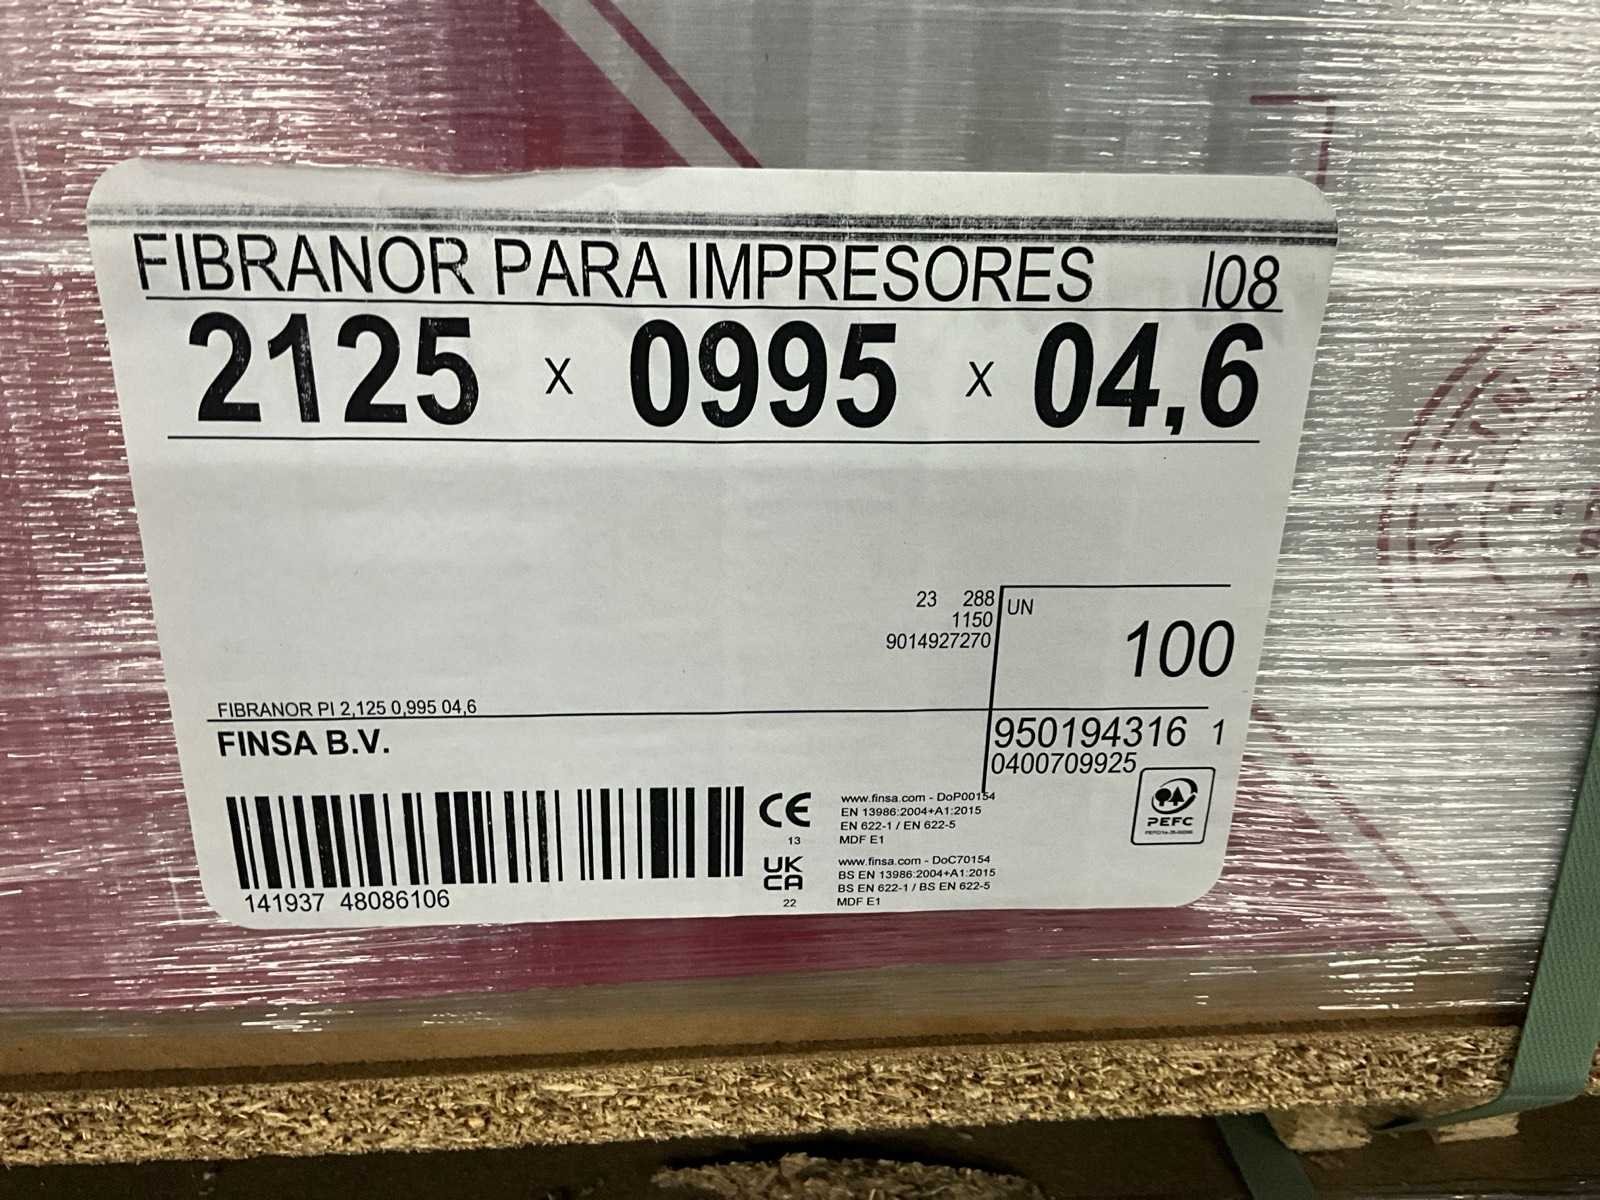 FIBRANOR PARA IMPRESORES I08
2125 x 0995 x 04,6
23 288
1150
9014927270
UN
100
FIBRANOR PI 2,125 0,995 04,6
FINSA B.V.
950194316 1
0400709925
CE
13
www.finsa.com - DoP00154
EN 13986:2004+A1:2015
EN 622-1 / EN 622-5
MDF E1
PEFC
UK
CA
22
www.finsa.com - DoC70154
BS EN 13986:2004+A1:2015
BS EN 622-1 / BS EN 622-5
MDF E1
141937 48086106